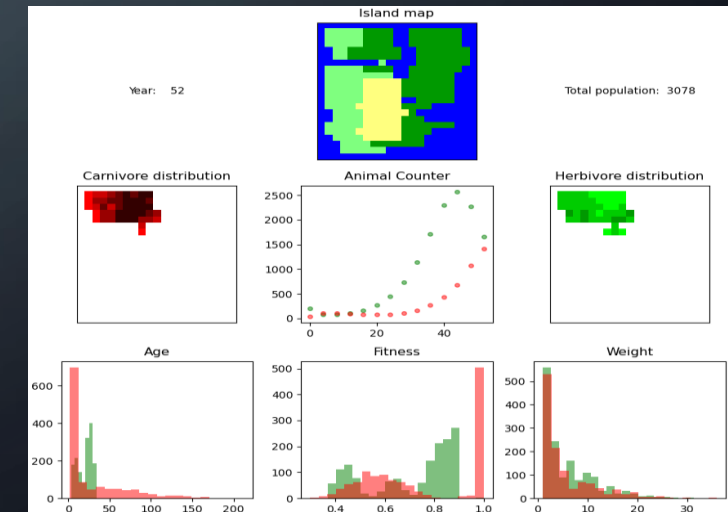 Island map
Year: 52
Total population: 3078
Carnivore distribution
Animal Counter
Herbivore distribution
2500
2000
1500
1000
500
0
0 20 40
Age
Fitness
Weight
600
400
200
0
0 50 100 150 200
500
400
300
200
100
0
0.4 0.6 0.8 1.0
500
400
300
200
100
0
0 10 20 30